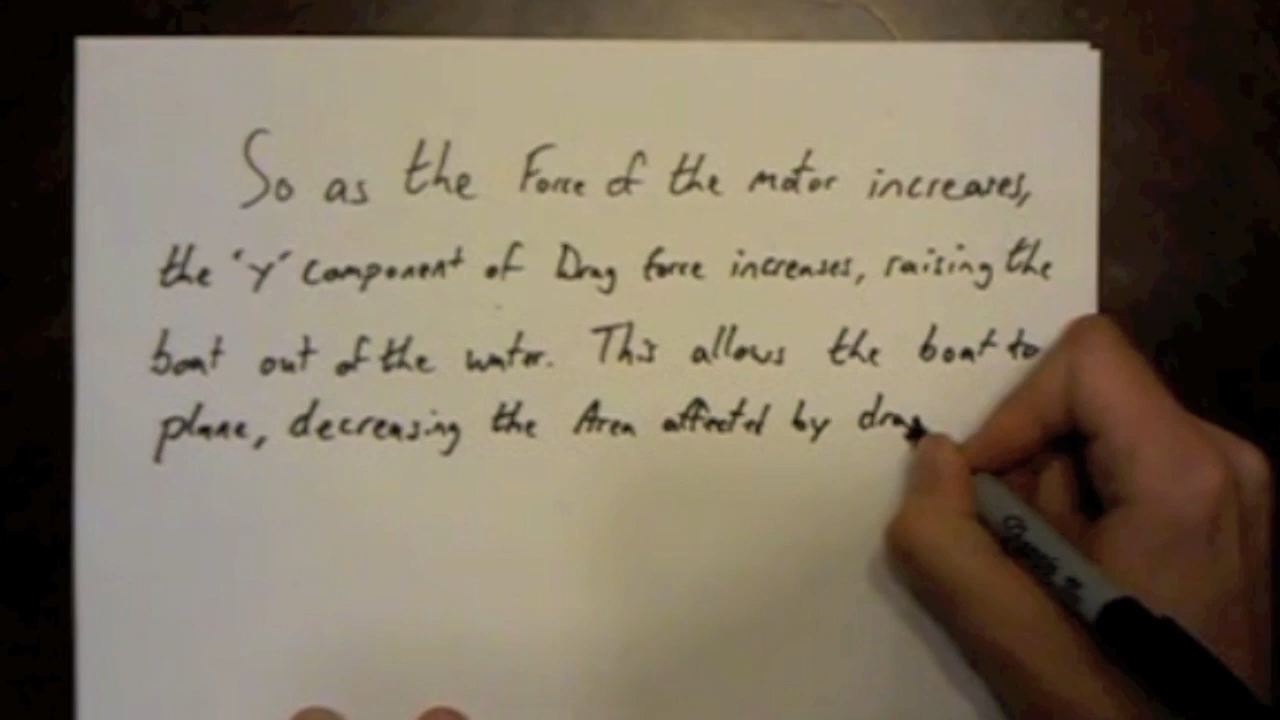 So as the Force of the motor increases,
the 'y' component of Drag force increases, raising the
boat out of the water. This allows the boat to
plane, decreasing the Area affected by drag
Sharpie